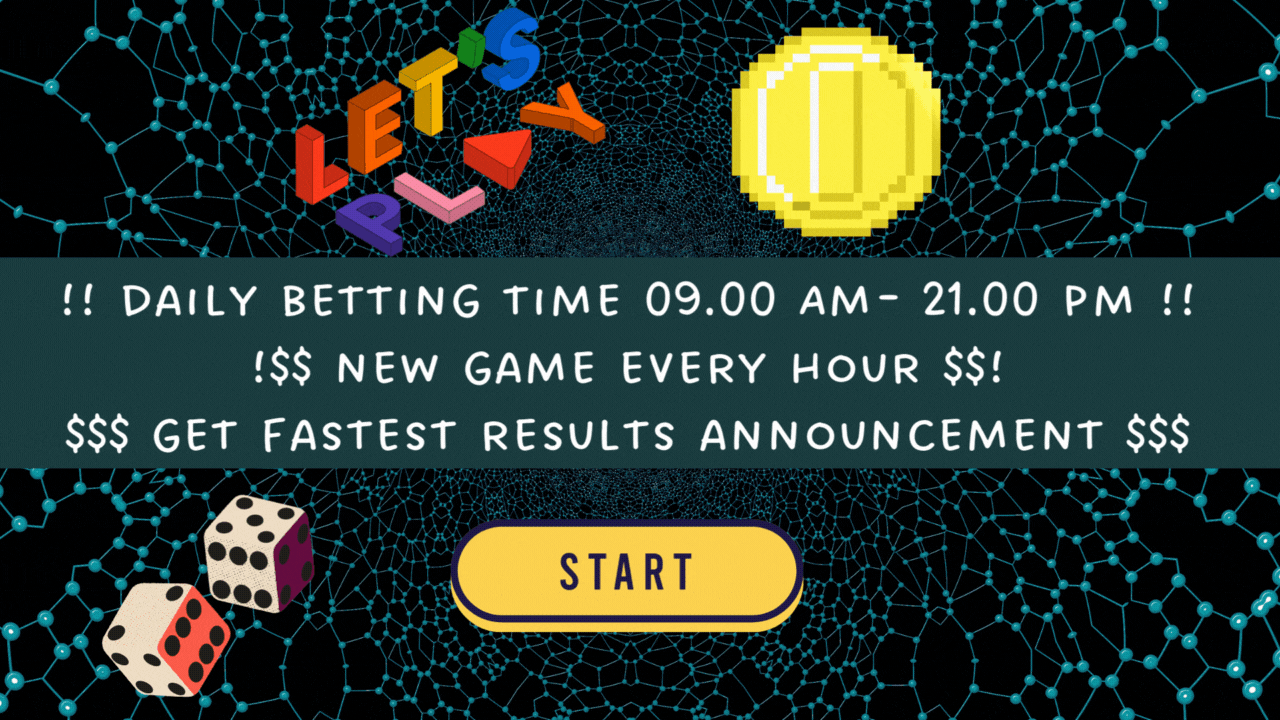 LET'S
PLAY
!! DAILY BETTING TIME 09.00 AM- 21.00 PM !!
!$$ NEW GAME EVERY HOUR $$!
$$$ GET FASTEST RESULTS ANNOUNCEMENT $$$
START